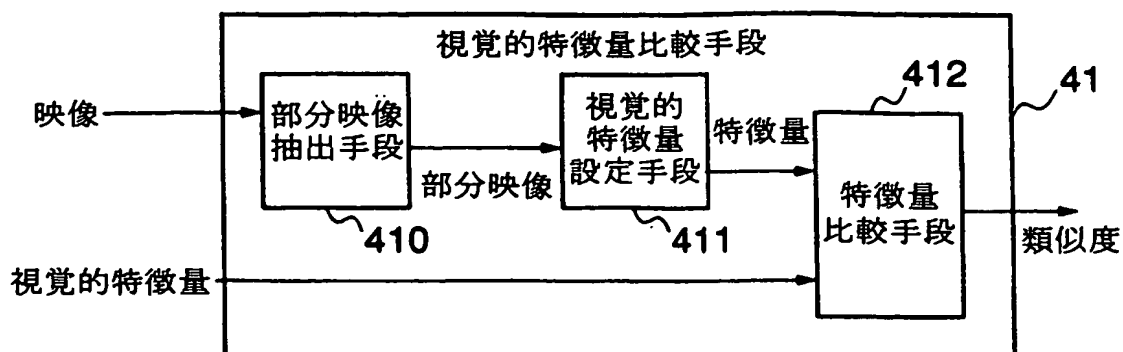 視覚的特徴量比較手段
412
41
映像
部分映像
抽出手段
視覚的
特徴量
設定手段
特徴量
部分映像
410
411
特徴量
比較手段
類似度
視覚的特徴量